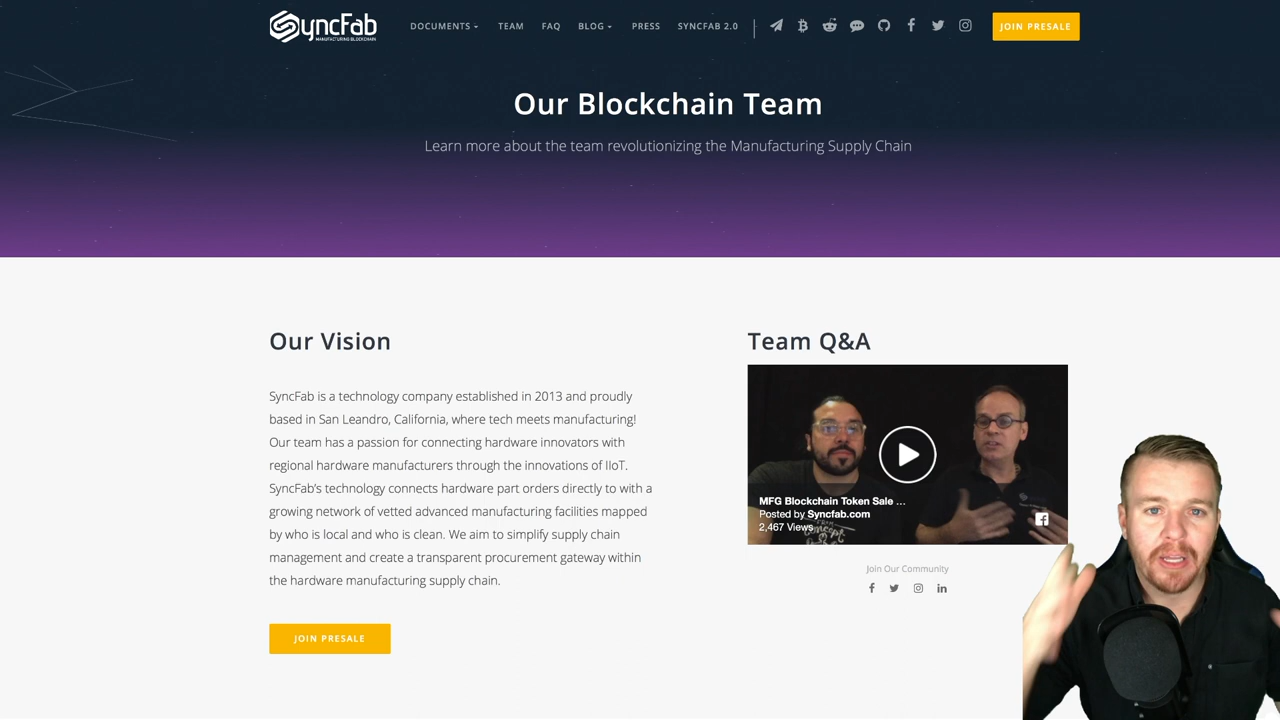 SyncFab
MANUFACTURING BLOCKCHAIN
DOCUMENTS
TEAM
FAQ
BLOG
PRESS
SYNCFAB 2.0
JOIN PRESALE
Our Blockchain Team
Learn more about the team revolutionizing the Manufacturing Supply Chain
Our Vision
SyncFab is a technology company established in 2013 and proudly
based in San Leandro, California, where tech meets manufacturing!
Our team has a passion for connecting hardware innovators with
regional hardware manufacturers through the innovations of IIoT.
SyncFab's technology connects hardware part orders directly to with a
growing network of vetted advanced manufacturing facilities mapped
by who is local and who is clean. We aim to simplify supply chain
management and create a transparent procurement gateway within
the hardware manufacturing supply chain.
JOIN PRESALE
Team Q&A
MFG Blockchain Token Sale ...
Posted by Syncfab.com
2,467 Views
Join Our Community